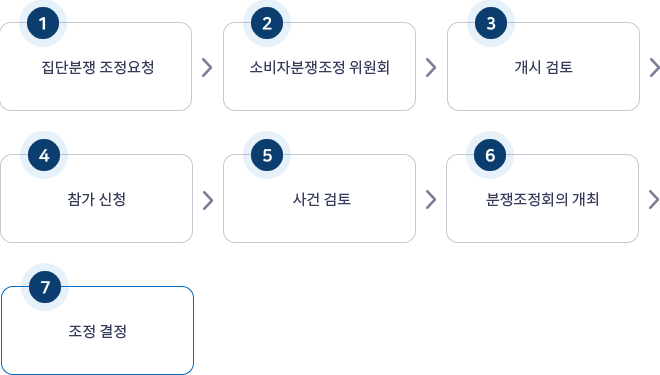 1
집단분쟁 조정요청
2
소비자분쟁조정 위원회
3
개시 검토
4
참가 신청
5
사건 검토
6
분쟁조정회의 개최
7
조정 결정